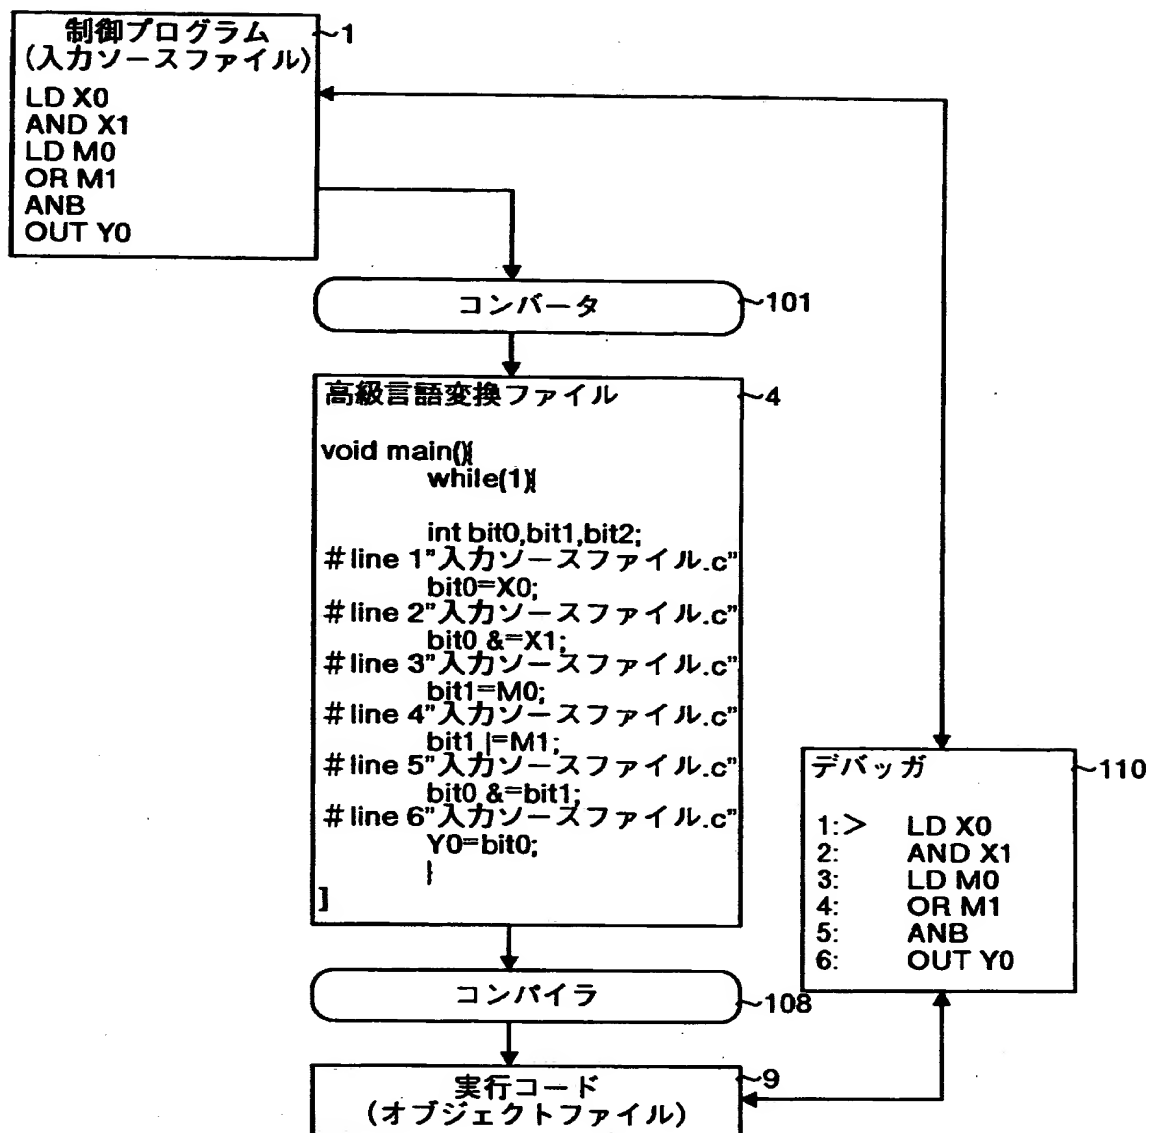 制御プログラム
(入力ソースファイル)
~1
LD X0
AND X1
LD M0
OR M1
ANB
OUT Y0
コンバータ
~101
高級言語変換ファイル
~4
void main(){
while(1){
int bit0,bit1,bit2;
#line 1"入力ソースファイル.c"
bit0=X0;
#line 2"入力ソースファイル.c"
bit0 &=X1;
#line 3"入力ソースファイル.c"
bit1=M0;
#line 4"入力ソースファイル.c"
bit1 |=M1;
#line 5"入力ソースファイル.c"
bit0 &=bit1;
#line 6"入力ソースファイル.c"
Y0=bit0;
}
]
デバッガ
~110
1:> LD X0
2: AND X1
3: LD M0
4: OR M1
5: ANB
6: OUT Y0
コンパイラ
~108
実行コード
(オブジェクトファイル)
~9